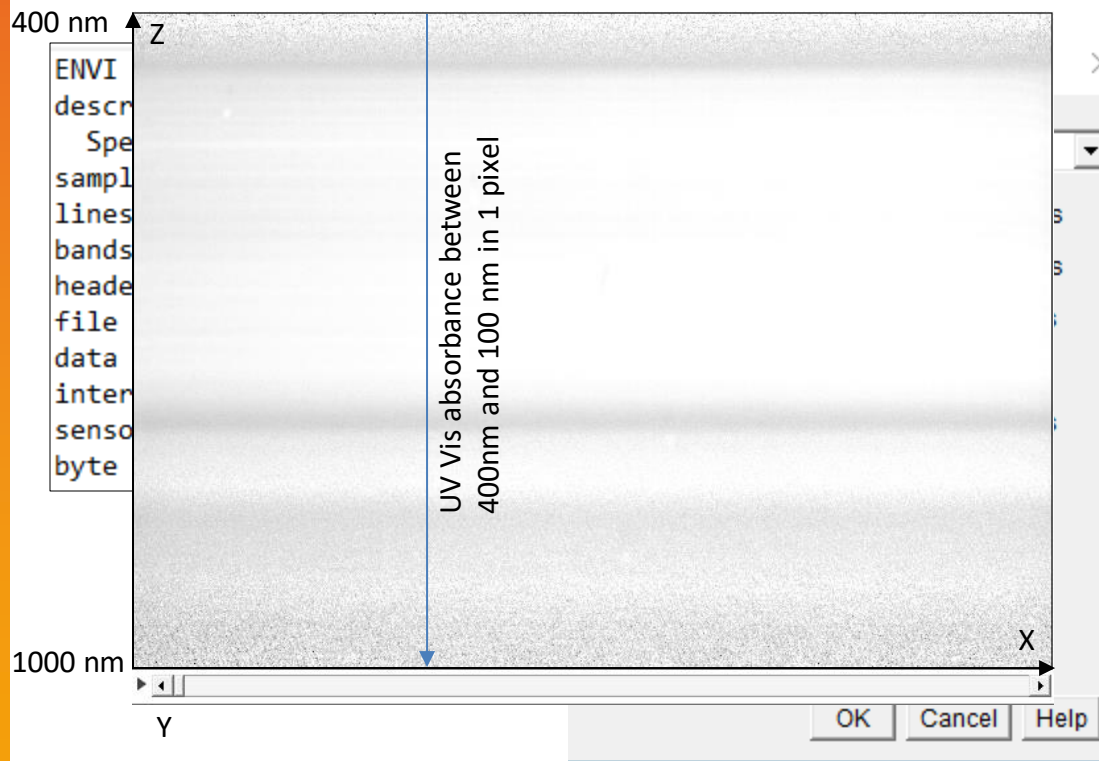 400 nm
Z
ENVI
descr
Spe
sampl
lines
bands
heade
file
data
inter
senso
byte
UV Vis absorbance between
400nm and 100 nm in 1 pixel
s
s
X
1000 nm
Y
OK Cancel Help